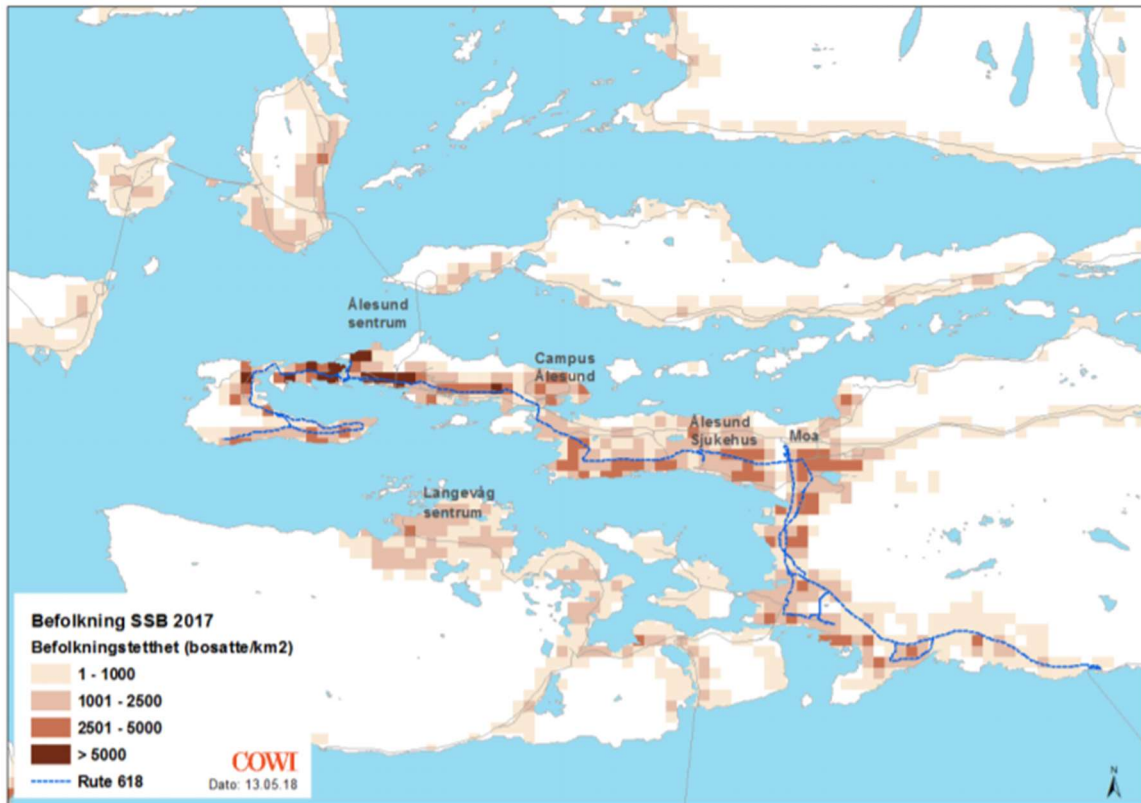 Ålesund
sentrum
Campus
Ålesund
Ålesund
Sjukehus
Moa
Langevåg
sentrum
Befolkning SSB 2017
Befolkningstetthet (bosatte/km2)
1 - 1000
1001 - 2500
2501 - 5000
> 5000
Rute 618
COWI
Dato: 13.05.18
N